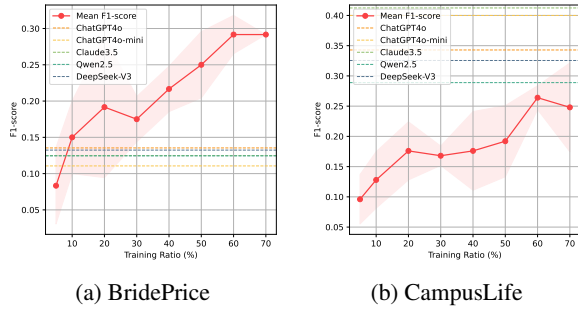 (a)
Mean F1-score
ChatGPT4o
ChatGPT4o-mini
Claude3.5
Qwen2.5
DeepSeek-V3
F1-score
0.30
0.25
0.20
0.15
0.10
0.05
10 20 30 40 50 60 70
Training Ratio (%)
(a) BridePrice
(b)
Mean F1-score
ChatGPT4o
ChatGPT4o-mini
Claude3.5
Qwen2.5
DeepSeek-V3
F1-score
0.40
0.35
0.30
0.25
0.20
0.15
0.10
0.05
10 20 30 40 50 60 70
Training Ratio (%)
(b) CampusLife